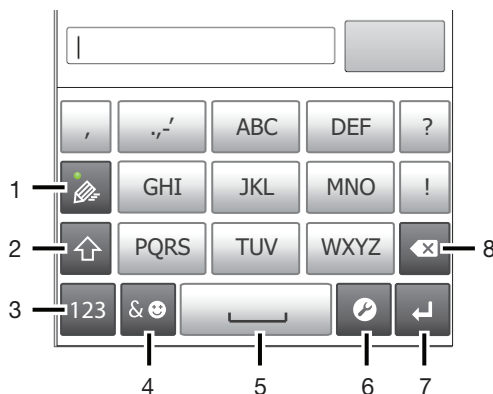 , .,-' ABC DEF ?
1 GHI JKL MNO !
2 PQRS TUV WXYZ 8
3 123 &
4 5 6 7